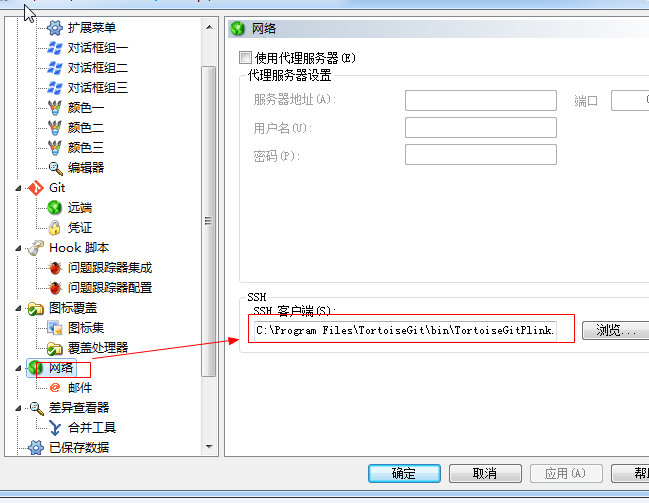 扩展菜单
对话框组一
对话框组二
对话框组三
颜色一
颜色二
颜色三
编辑器
Git
远端
凭证
Hook 脚本
问题跟踪器集成
问题跟踪器配置
图标覆盖
图标集
覆盖处理器
网络
邮件
差异查看器
合并工具
已保存数据
网络
使用代理服务器(E)
代理服务器设置
服务器地址(A):
端口
用户名(U):
密码(P):
SSH
SSH 客户端(S):
C:\Program Files\TortoiseGit\bin\TortoiseGitPlink.
浏览...
确定
取消
应用(A)